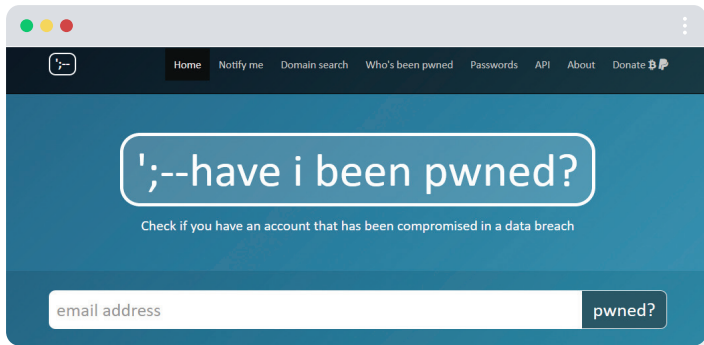 ';--
Home Notify me Domain search Who's been pwned Passwords API About Donate
';--have i been pwned?
Check if you have an account that has been compromised in a data breach
email address pwned?